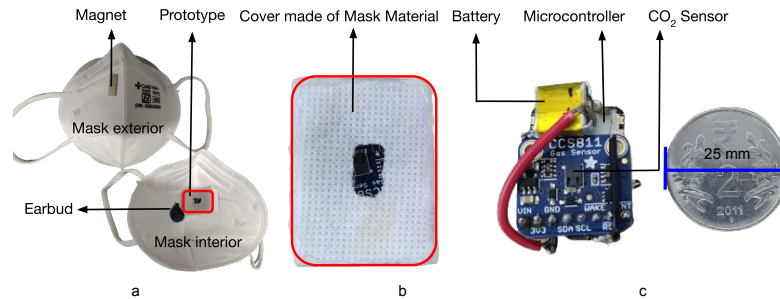 Magnet
Prototype
Cover made of Mask Material
Battery
Microcontroller
CO₂ Sensor
Mask exterior
Earbud
Mask interior
CCS811
Gas Sensor
VIN
GND
WAKE
3V3
SDA
SCL
25 mm
2
2011
a
b
c